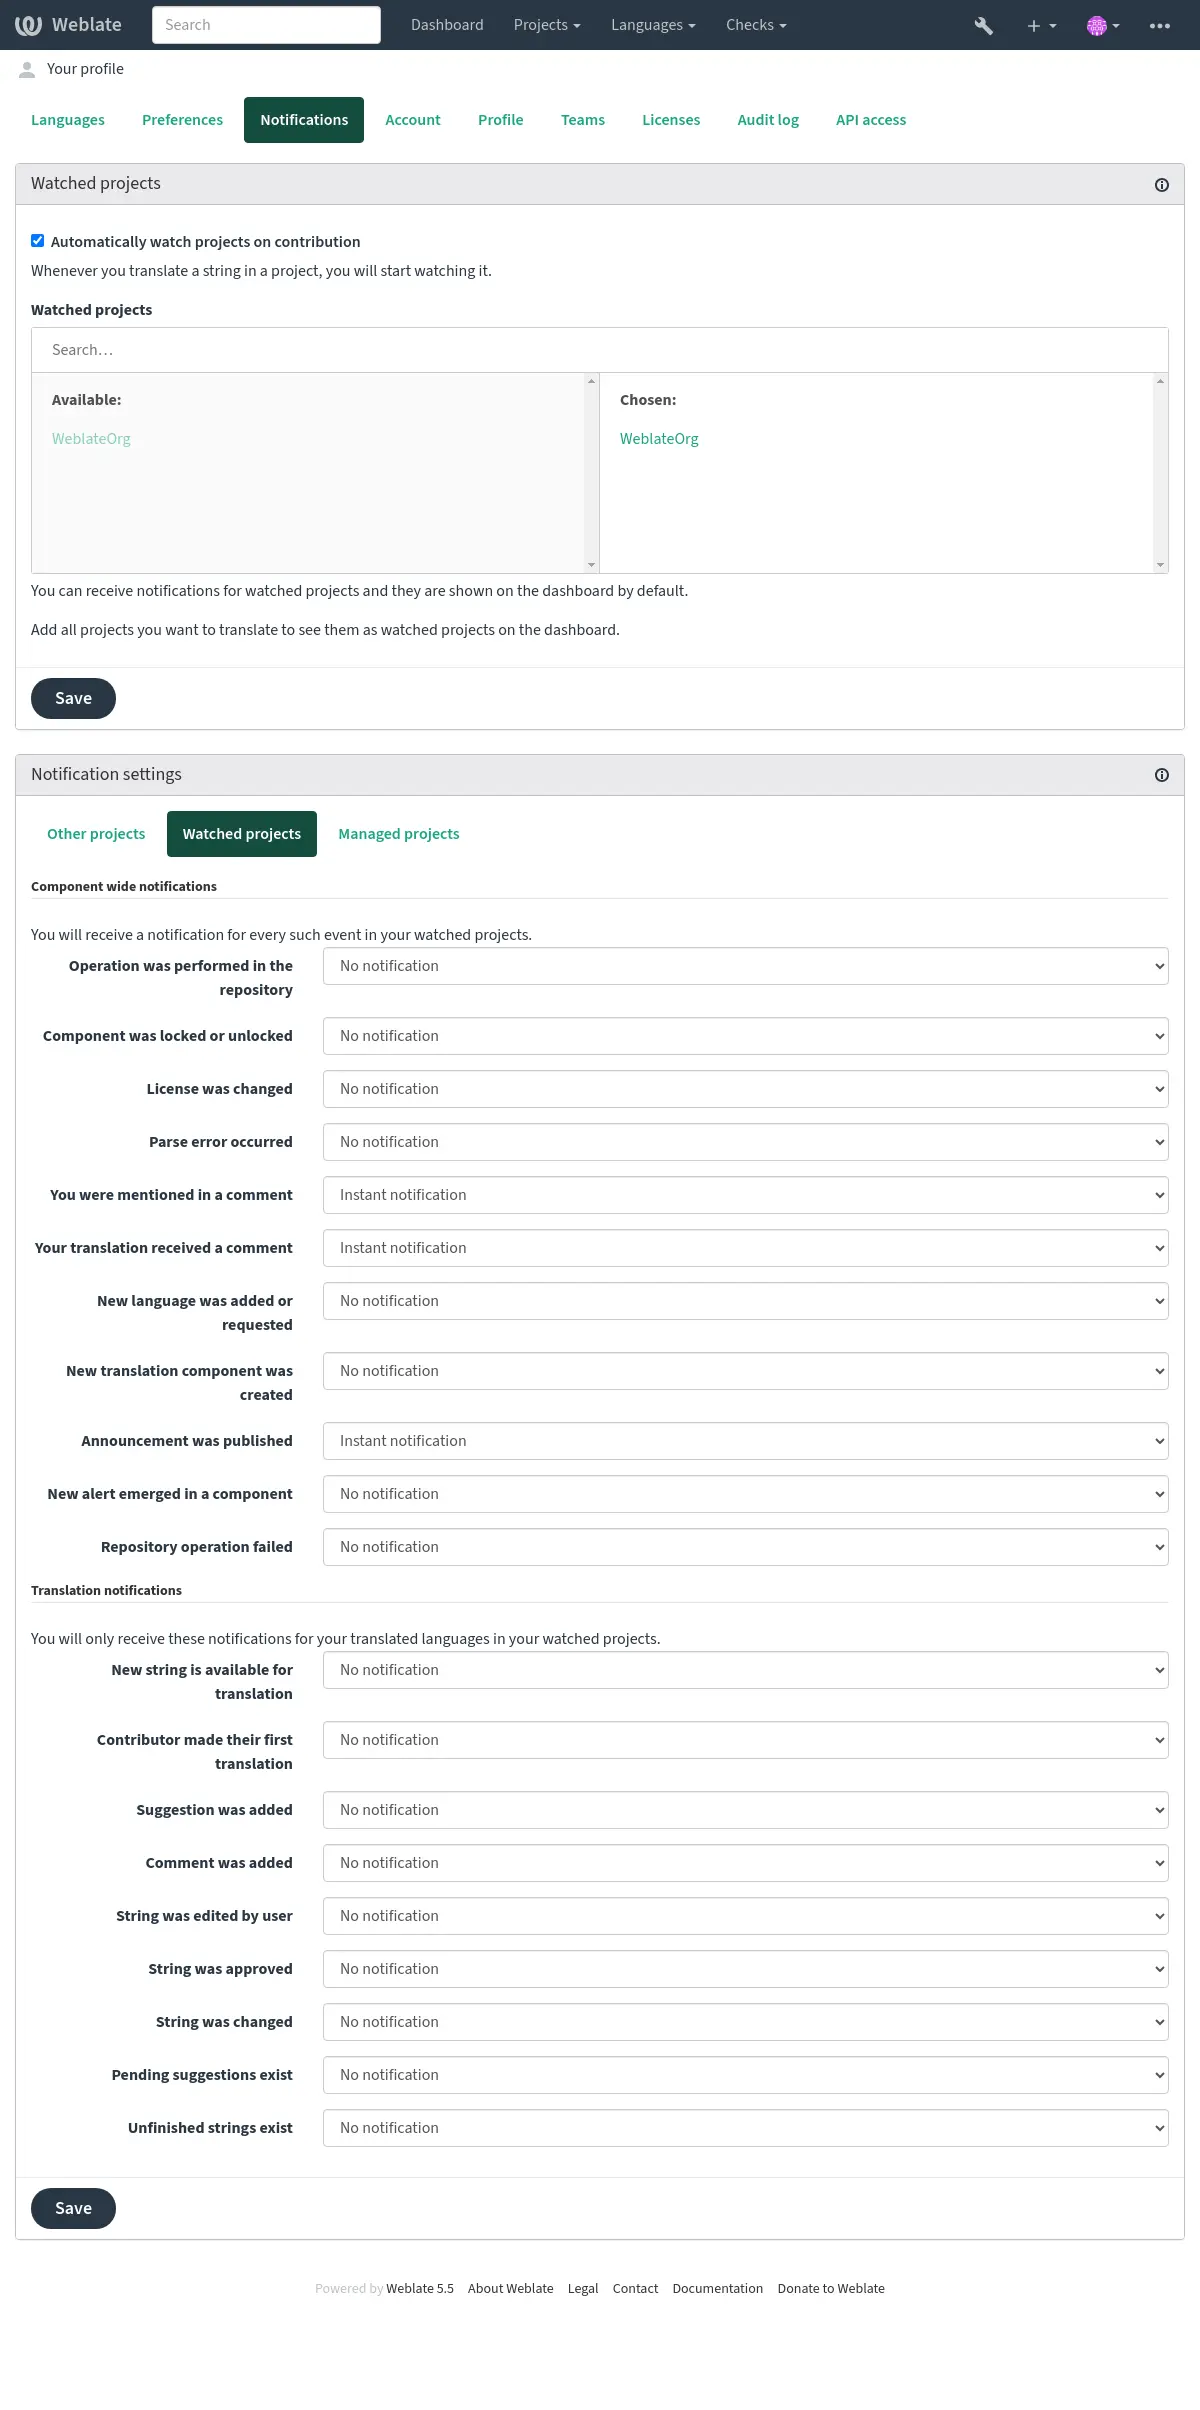 Weblate
Search
Dashboard
Projects
Languages
Checks
Your profile
Languages
Preferences
Notifications
Account
Profile
Teams
Licenses
Audit log
API access
Watched projects
Automatically watch projects on contribution
Whenever you translate a string in a project, you will start watching it.
Watched projects
Search…
Available:
WeblateOrg
Chosen:
WeblateOrg
You can receive notifications for watched projects and they are shown on the dashboard by default.
Add all projects you want to translate to see them as watched projects on the dashboard.
Save
Notification settings
Other projects
Watched projects
Managed projects
Component wide notifications
You will receive a notification for every such event in your watched projects.
Operation was performed in the
repository
No notification
Component was locked or unlocked
No notification
License was changed
No notification
Parse error occurred
No notification
You were mentioned in a comment
Instant notification
Your translation received a comment
Instant notification
New language was added or
requested
No notification
New translation component was
created
No notification
Announcement was published
Instant notification
New alert emerged in a component
No notification
Repository operation failed
No notification
Translation notifications
You will only receive these notifications for your translated languages in your watched projects.
New string is available for
translation
No notification
Contributor made their first
translation
No notification
Suggestion was added
No notification
Comment was added
No notification
String was edited by user
No notification
String was approved
No notification
String was changed
No notification
Pending suggestions exist
No notification
Unfinished strings exist
No notification
Save
Powered by Weblate 5.5
About Weblate
Legal
Contact
Documentation
Donate to Weblate